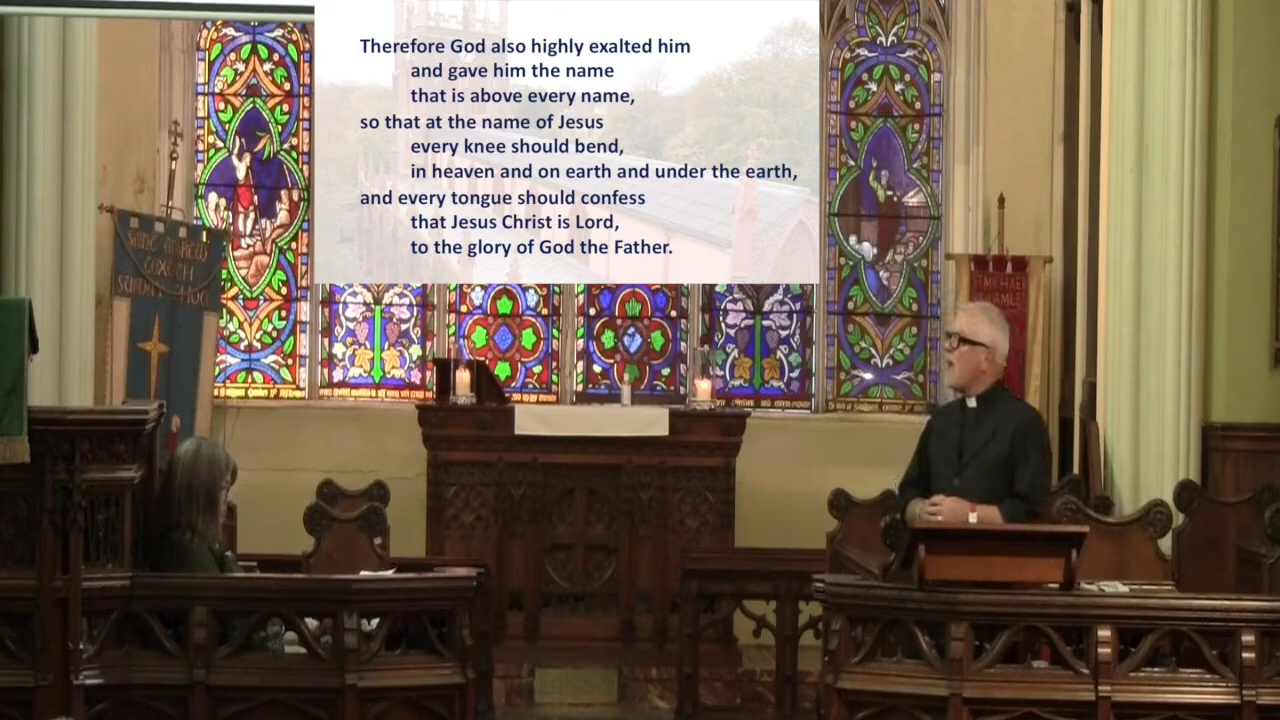 Therefore God also highly exalted him
and gave him the name
that is above every name,
so that at the name of Jesus
every knee should bend,
in heaven and on earth and under the earth,
and every tongue should confess
that Jesus Christ is Lord,
to the glory of God the Father.
SAINT ANDREW